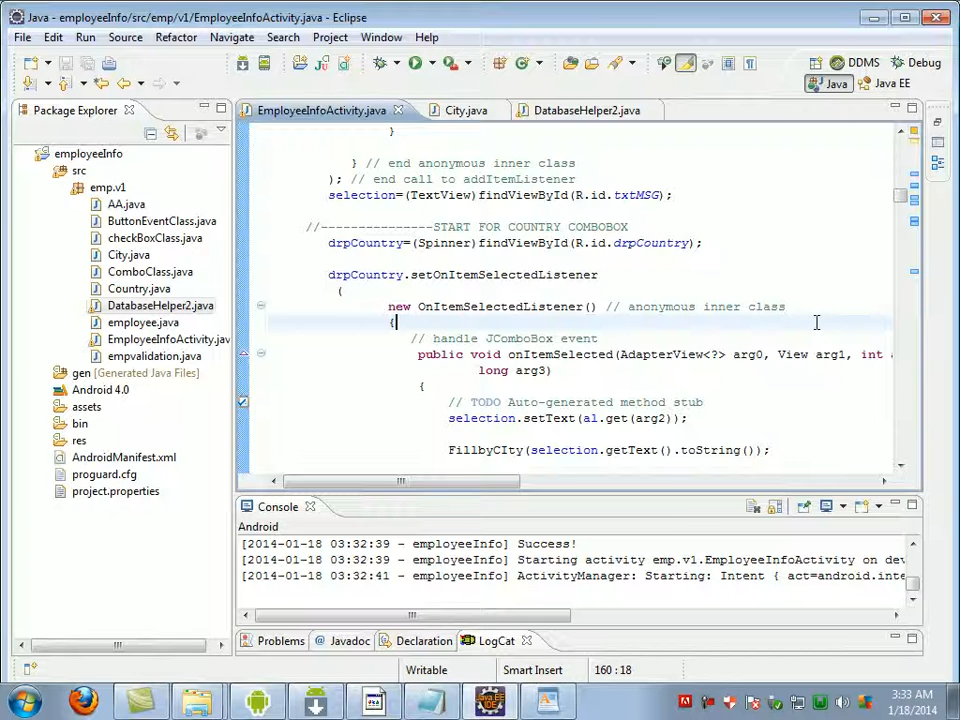 Java - employeeInfo/src/emp/v1/EmployeeInfoActivity.java - Eclipse
File Edit Run Source Refactor Navigate Search Project Window Help
DDMS Debug
Java Java EE
Package Explorer
EmployeeInfoActivity.java City.java DatabaseHelper2.java
employeeInfo
src
emp.v1
AA.java
ButtonEventClass.java
checkBoxClass.java
City.java
ComboClass.java
Country.java
DatabaseHelper2.java
employee.java
EmployeeInfoActivity.jav
empvalidation.java
gen [Generated Java Files]
Android 4.0
assets
bin
res
AndroidManifest.xml
proguard.cfg
project.properties
}
} // end anonymous inner class
); // end call to addItemListener
selection=(TextView)findViewById(R.id.txtMSG);
//---------------START FOR COUNTRY COMBOBOX
drpCountry=(Spinner)findViewById(R.id.drpCountry);
drpCountry.setOnItemSelectedListener
(
new OnItemSelectedListener() // anonymous inner class
{
// handle JComboBox event
public void onItemSelected(AdapterView<?> arg0, View arg1, int
long arg3)
{
// TODO Auto-generated method stub
selection.setText(al.get(arg2));
FillbyCIty(selection.getText().toString());
Console
Android
[2014-01-18 03:32:39 - employeeInfo] Success!
[2014-01-18 03:32:39 - employeeInfo] Starting activity emp.v1.EmployeeInfoActivity on dev
[2014-01-18 03:32:41 - employeeInfo] ActivityManager: Starting: Intent { act=android.inte
Problems @ Javadoc Declaration LogCat
Writable Smart Insert 160 : 18
Java EE IDE
3:33 AM
1/18/2014